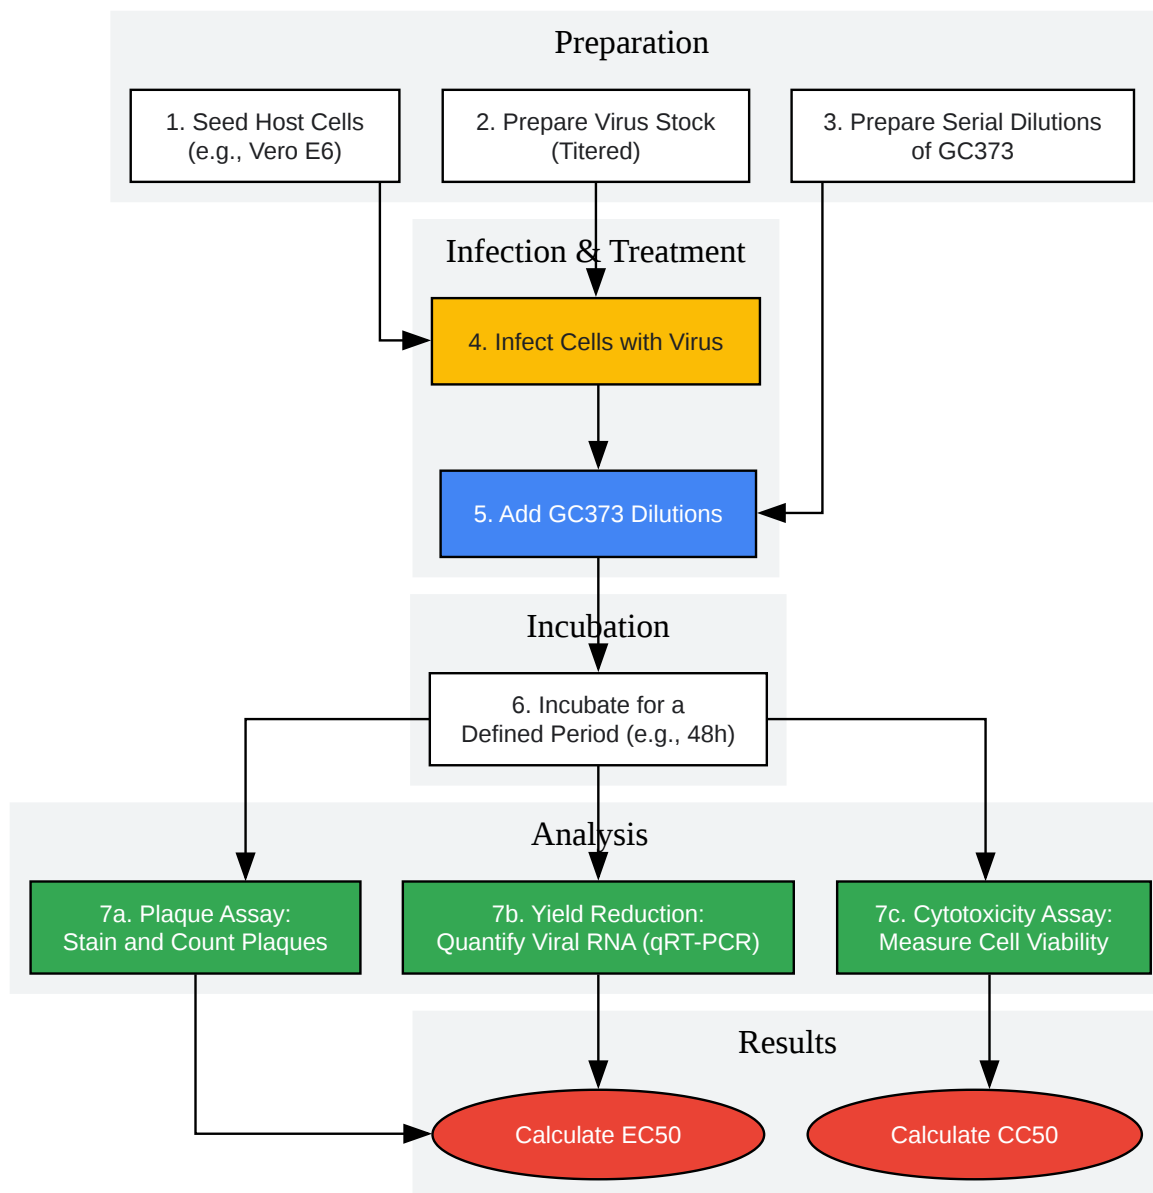 Preparation
1. Seed Host Cells
(e.g., Vero E6)
2. Prepare Virus Stock
(Titered)
3. Prepare Serial Dilutions
of GC373
Infection & Treatment
4. Infect Cells with Virus
5. Add GC373 Dilutions
Incubation
6. Incubate for a
Defined Period (e.g., 48h)
Analysis
7a. Plaque Assay:
Stain and Count Plaques
7b. Yield Reduction:
Quantify Viral RNA (qRT-PCR)
7c. Cytotoxicity Assay:
Measure Cell Viability
Results
Calculate EC50
Calculate CC50